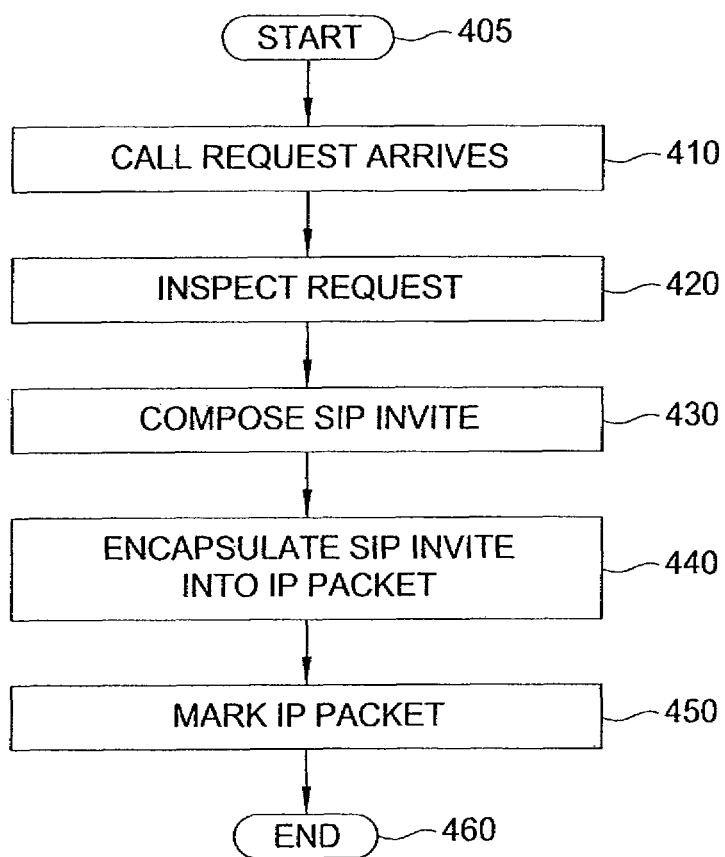 START 405
CALL REQUEST ARRIVES 410
INSPECT REQUEST 420
COMPOSE SIP INVITE 430
ENCAPSULATE SIP INVITE
INTO IP PACKET 440
MARK IP PACKET 450
END 460